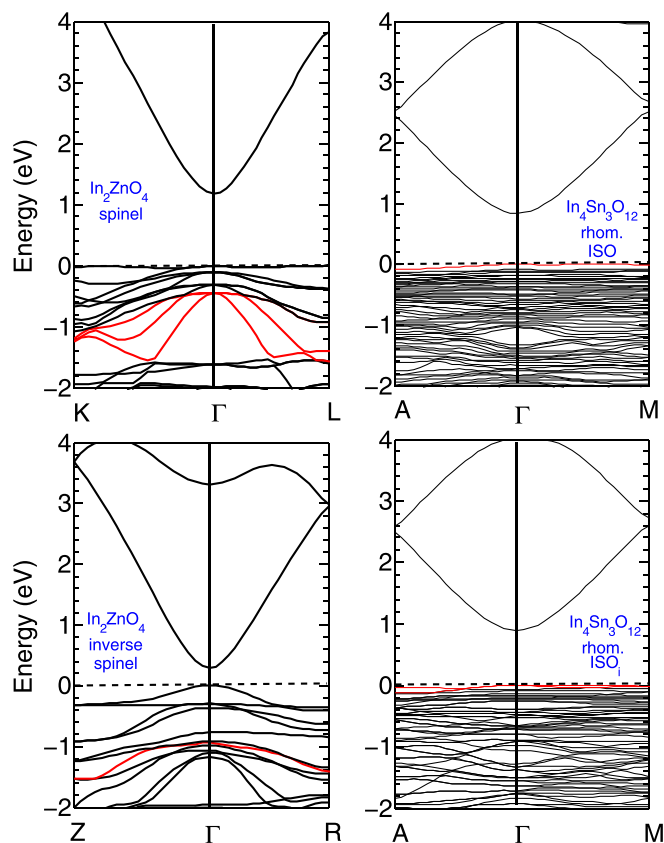 4
3
2
1
0
−1
−2
Energy (eV)
In2ZnO4
spinel
K
Γ
L
4
3
2
1
0
−1
−2
In4Sn3O12
rhom.
ISO
A
Γ
M
4
3
2
1
0
−1
−2
Energy (eV)
In2ZnO4
inverse
spinel
Z
Γ
R
4
3
2
1
0
−1
−2
In4Sn3O12
rhom.
ISOi
A
Γ
M